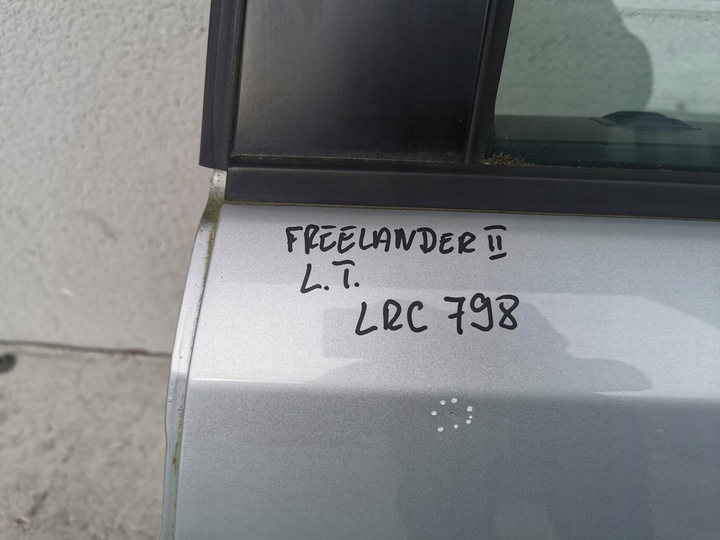 FREELANDER II
L.T.
LRC 798